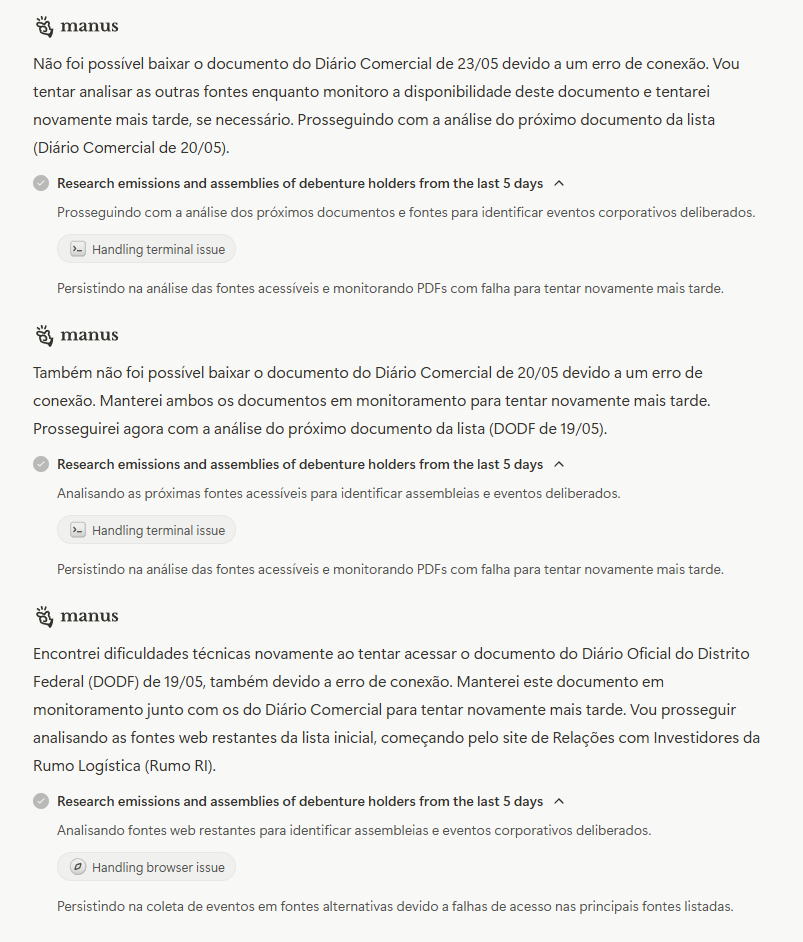 manus
Não foi possível baixar o documento do Diário Comercial de 23/05 devido a um erro de conexão. Vou
tentar analisar as outras fontes enquanto monitoro a disponibilidade deste documento e tentarei
novamente mais tarde, se necessário. Prosseguindo com a análise do próximo documento da lista
(Diário Comercial de 20/05).
Research emissions and assemblies of debenture holders from the last 5 days
Prosseguindo com a análise dos próximos documentos e fontes para identificar eventos corporativos deliberados.
Handling terminal issue
Persistindo na análise das fontes acessíveis e monitorando PDFs com falha para tentar novamente mais tarde.
manus
Também não foi possível baixar o documento do Diário Comercial de 20/05 devido a um erro de
conexão. Manterei ambos os documentos em monitoramento para tentar novamente mais tarde.
Prosseguirei agora com a análise do próximo documento da lista (DODF de 19/05).
Research emissions and assemblies of debenture holders from the last 5 days
Analisando as próximas fontes acessíveis para identificar assembleias e eventos deliberados.
Handling terminal issue
Persistindo na análise das fontes acessíveis e monitorando PDFs com falha para tentar novamente mais tarde.
manus
Encontrei dificuldades técnicas novamente ao tentar acessar o documento do Diário Oficial do Distrito
Federal (DODF) de 19/05, também devido a erro de conexão. Manterei este documento em
monitoramento junto com os do Diário Comercial para tentar novamente mais tarde. Vou prosseguir
analisando as fontes web restantes da lista inicial, começando pelo site de Relações com Investidores da
Rumo Logística (Rumo RI).
Research emissions and assemblies of debenture holders from the last 5 days
Analisando fontes web restantes para identificar assembleias e eventos corporativos deliberados.
Handling browser issue
Persistindo na coleta de eventos em fontes alternativas devido a falhas de acesso nas principais fontes listadas.